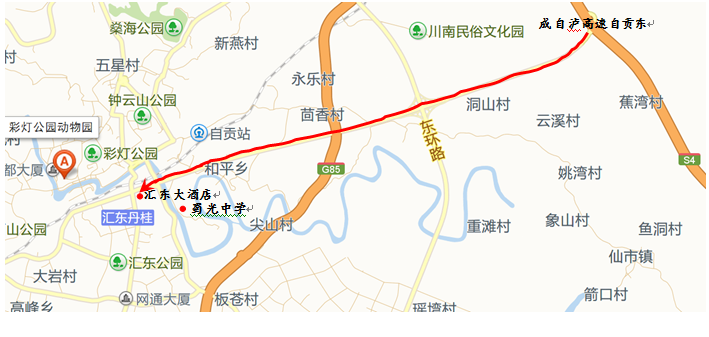 成自泸高速自贡东
燊海公园
川南民俗文化园
新燕村
五星村
永乐村
蕉湾村
钟云山公园
茴香村
洞山村
云溪村
彩灯公园动物园
自贡站
东环路
彩灯公园
A
都大厦
和平乡
G85
S4
姚湾村
汇东大酒店
蜀光中学
汇东丹桂
山公园
尖山村
重滩村
象山村
鱼洞村
仙市镇
汇东公园
大岩村
网通大厦
板苍村
箭口村
高峰乡
瑶塆村